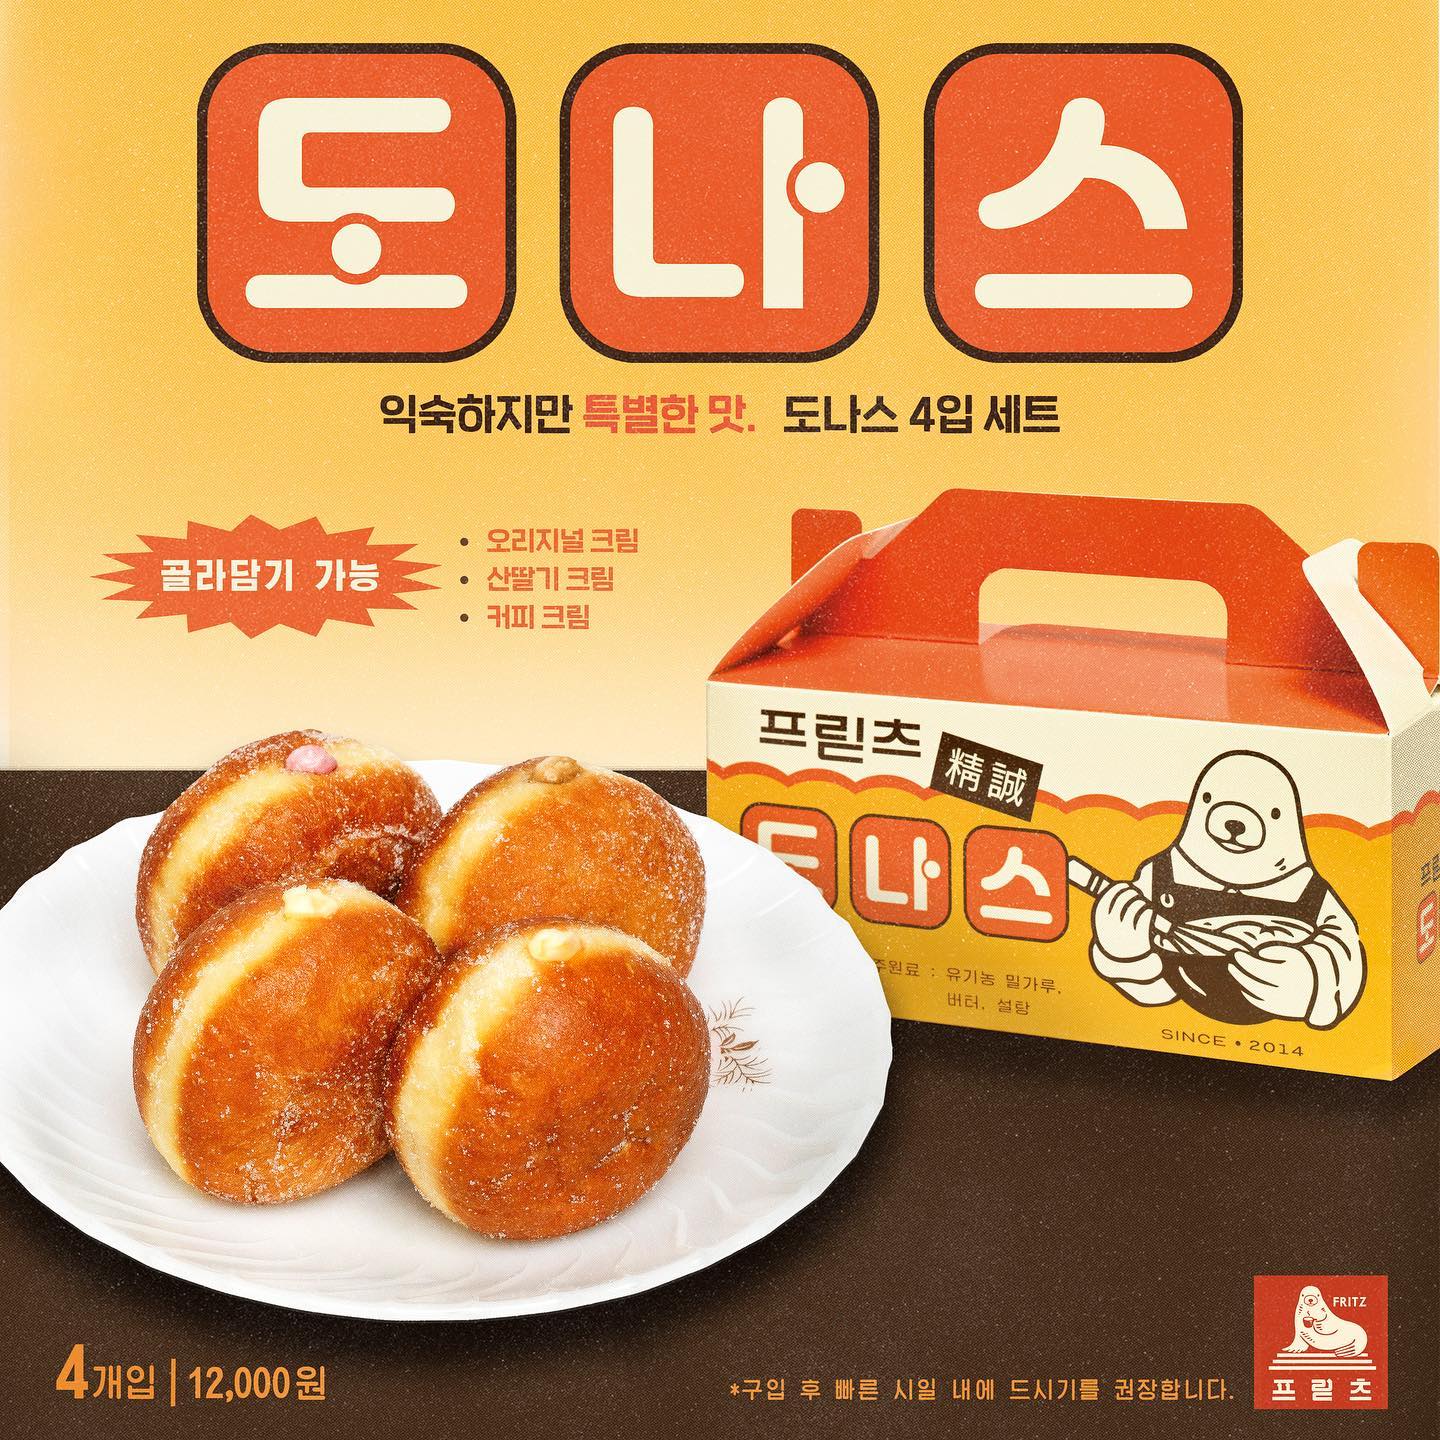 도나스
익숙하지만 특별한 맛. 도나스 4입 세트
골라담기 가능
• 오리지널 크림
• 산딸기 크림
• 커피 크림
프릳츠 精誠
도나스
주원료 : 유기농 밀가루,
버터, 설탕
SINCE • 2014
프릳
도
4개입 | 12,000원
*구입 후 빠른 시일 내에 드시기를 권장합니다.
FRITZ
프릳츠